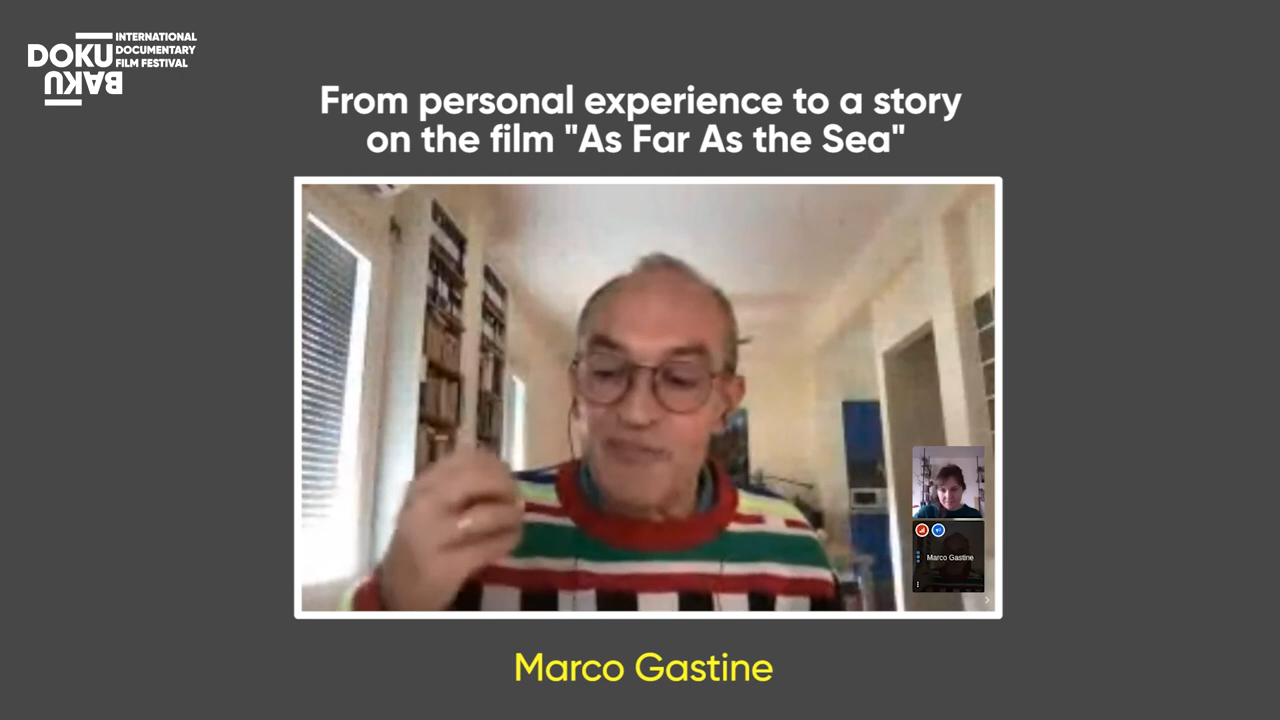 DOKU
BAKU
INTERNATIONAL
DOCUMENTARY
FILM FESTIVAL
From personal experience to a story
on the film "As Far As the Sea"
Marco Gastine
Marco Gastine